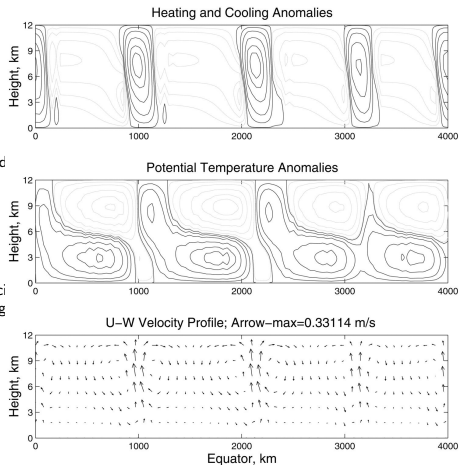 Heating and Cooling Anomalies
12
9
6
3
0
Height, km
0 1000 2000 3000 4000
d.
Potential Temperature Anomalies
12
9
6
3
0
Height, km
0 1000 2000 3000 4000
g
U−W Velocity Profile; Arrow−max=0.33114 m/s
12
9
6
3
0
Height, km
0 1000 2000 3000 4000
Equator, km